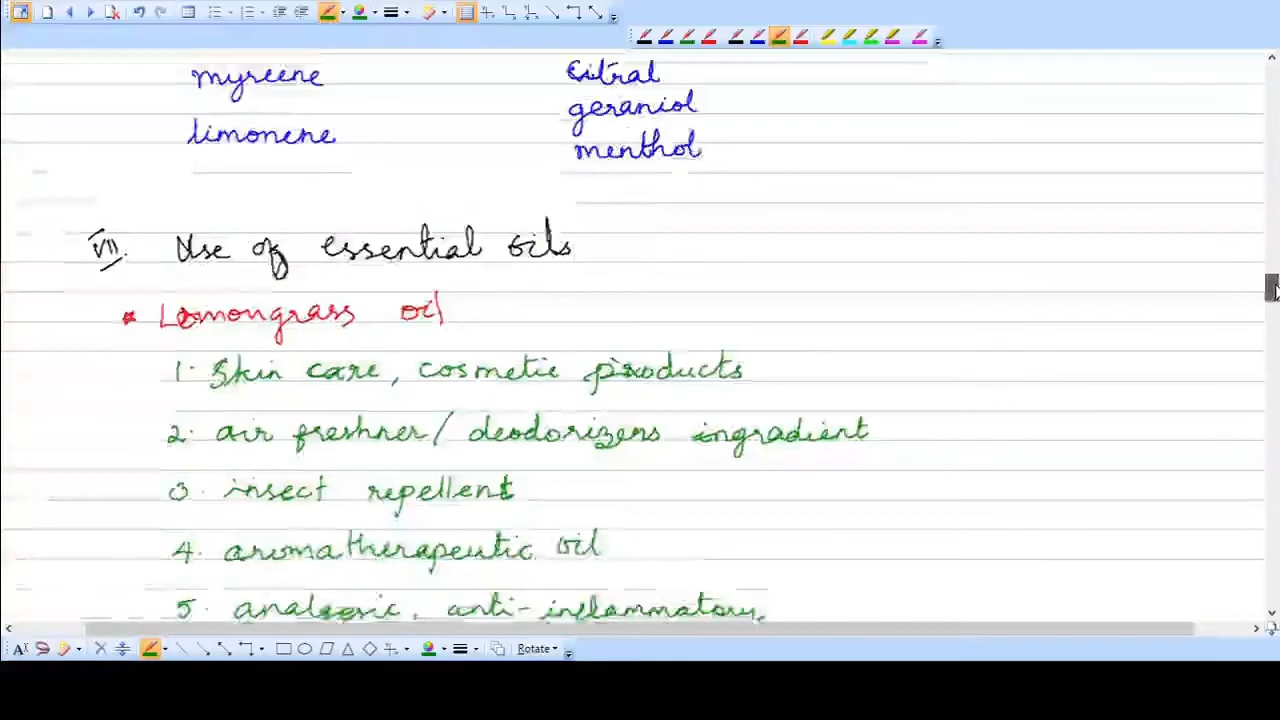 myrcene citral
geraniol
limonene menthol
VII. Use of essential oils
* Lemongrass oil
1. Skin care, cosmetic products
2. air freshner/ deodorizers ingradient
3. insect repellent
4. aromatherapeutic oil
5. analgesic, anti-inflammatory,
Rotate